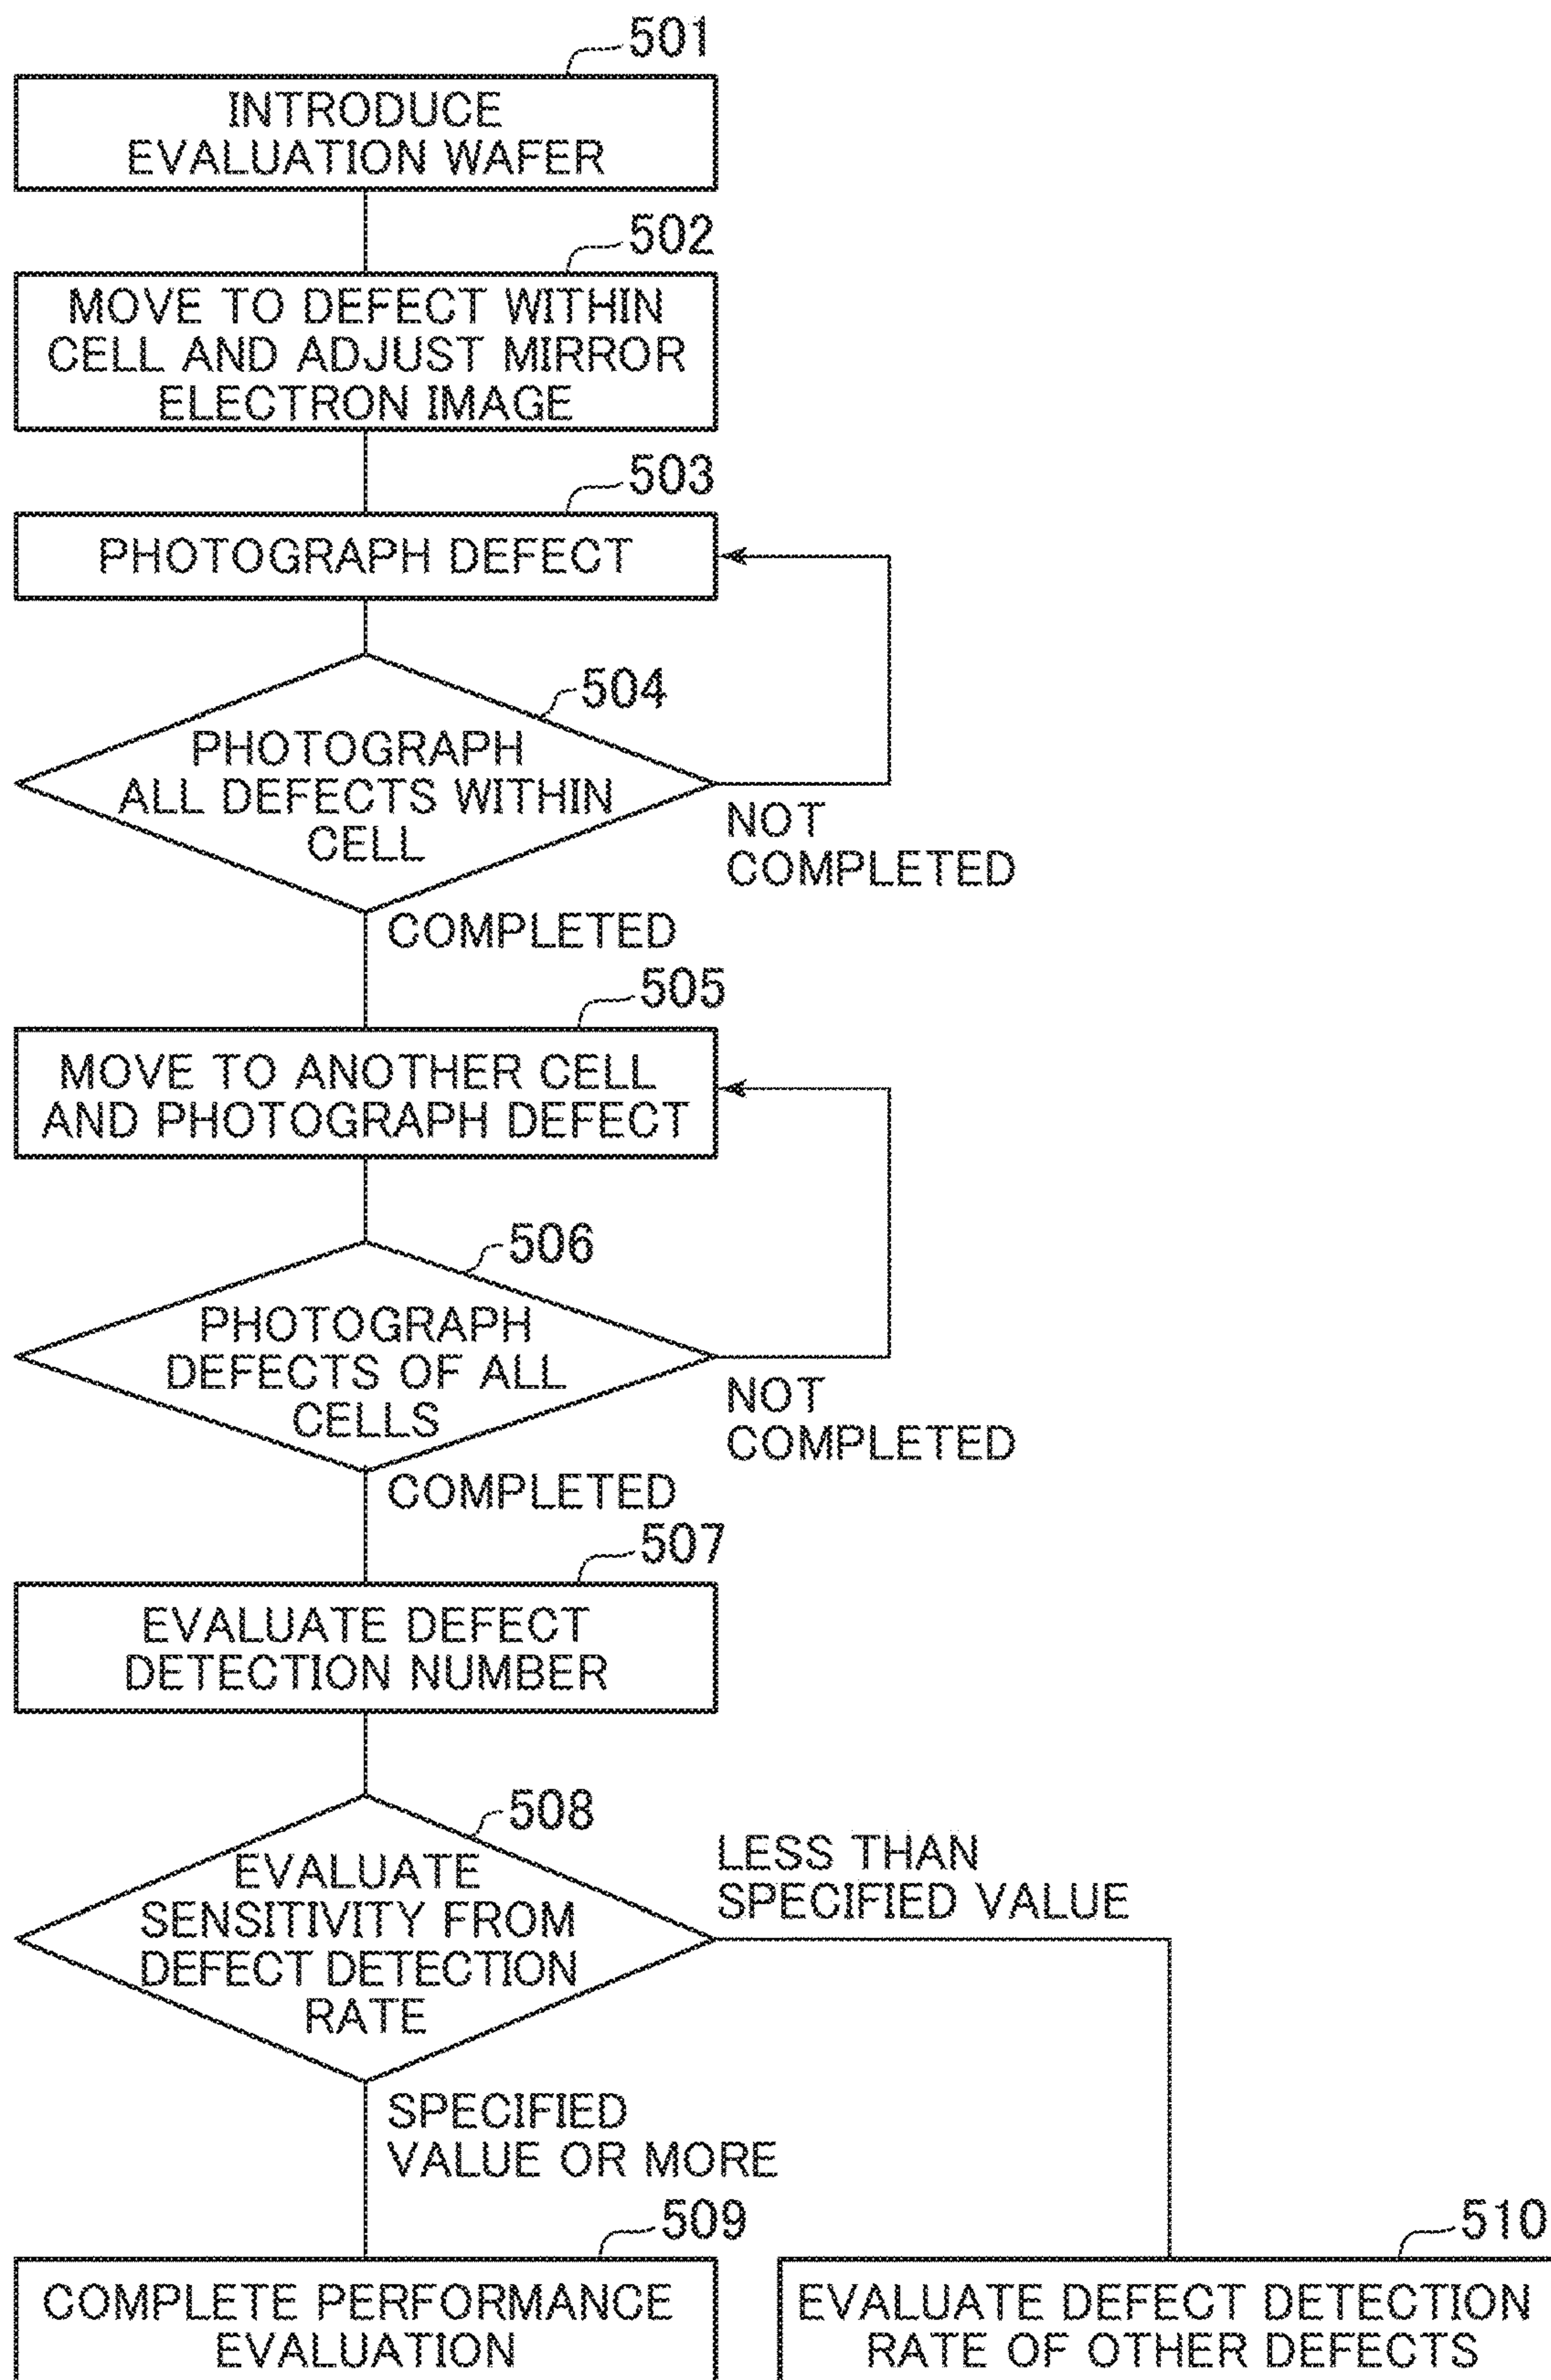 501
INTRODUCE
EVALUATION WAFER
502
MOVE TO DEFECT WITHIN
CELL AND ADJUST MIRROR
ELECTRON IMAGE
503
PHOTOGRAPH DEFECT
504
PHOTOGRAPH
ALL DEFECTS WITHIN
CELL
NOT
COMPLETED
COMPLETED
505
MOVE TO ANOTHER CELL
AND PHOTOGRAPH DEFECT
506
PHOTOGRAPH
DEFECTS OF ALL
CELLS
NOT
COMPLETED
COMPLETED
507
EVALUATE DEFECT
DETECTION NUMBER
508
EVALUATE
SENSITIVITY FROM
DEFECT DETECTION
RATE
LESS THAN
SPECIFIED VALUE
SPECIFIED
VALUE OR MORE
509
COMPLETE PERFORMANCE
EVALUATION
510
EVALUATE DEFECT DETECTION
RATE OF OTHER DEFECTS